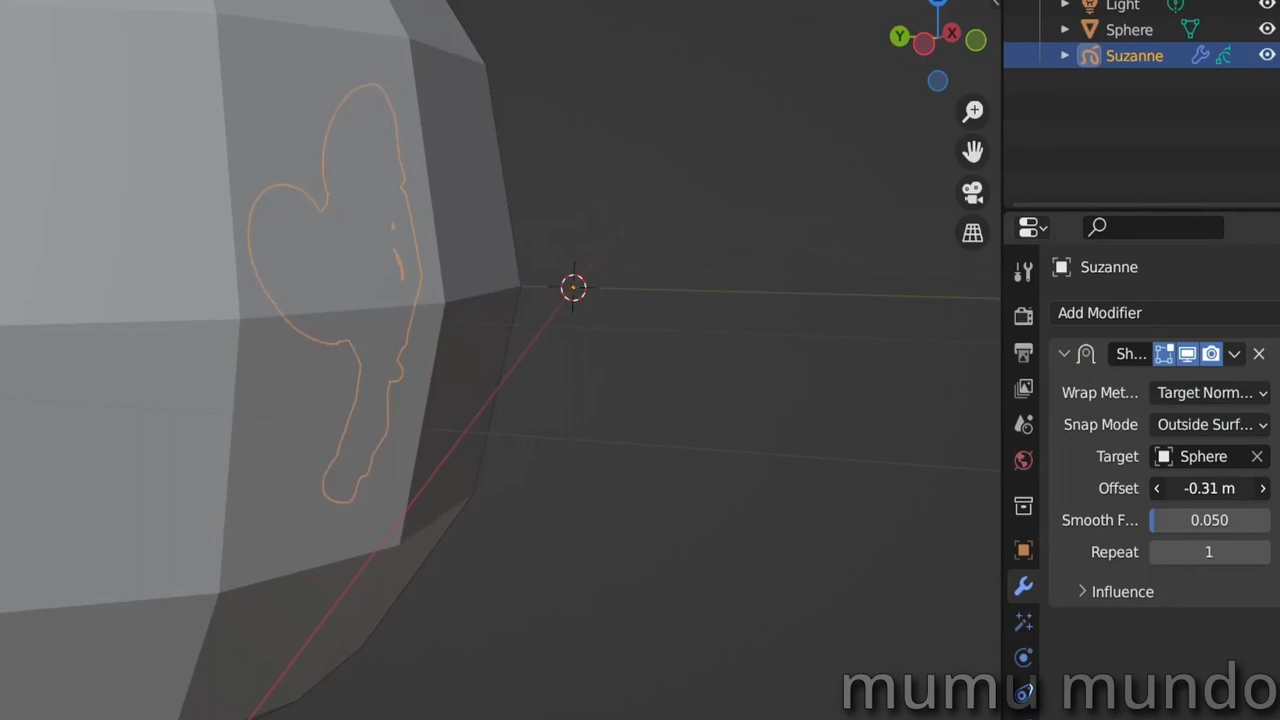 Light
Sphere
Suzanne
Y
X
Suzanne
Add Modifier
Sh...
Wrap Met... Target Norm...
Snap Mode Outside Surf...
Target Sphere
Offset -0.31 m
Smooth F... 0.050
Repeat 1
Influence
mumu mundo